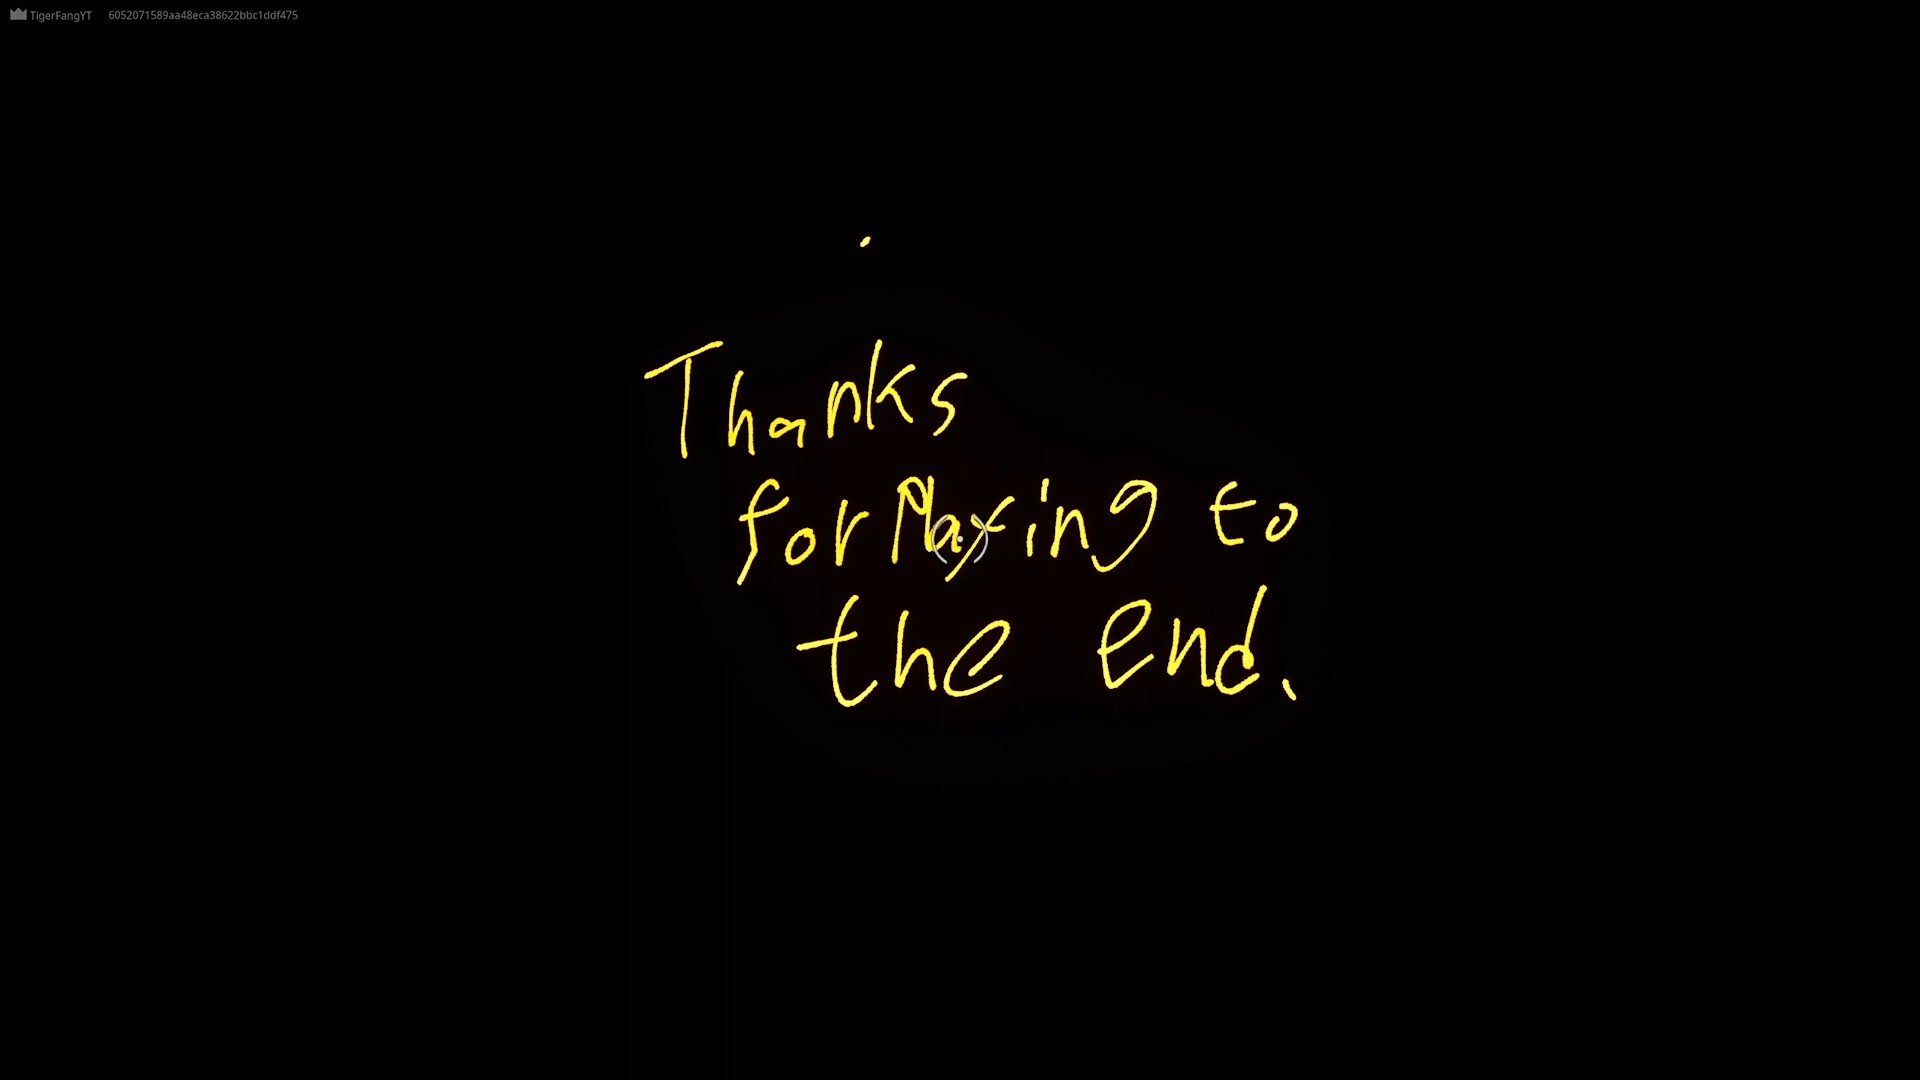 TigerFangYT 6052071589aa48eca38622bbc1ddf475
Thanks
for Playing to
the end.